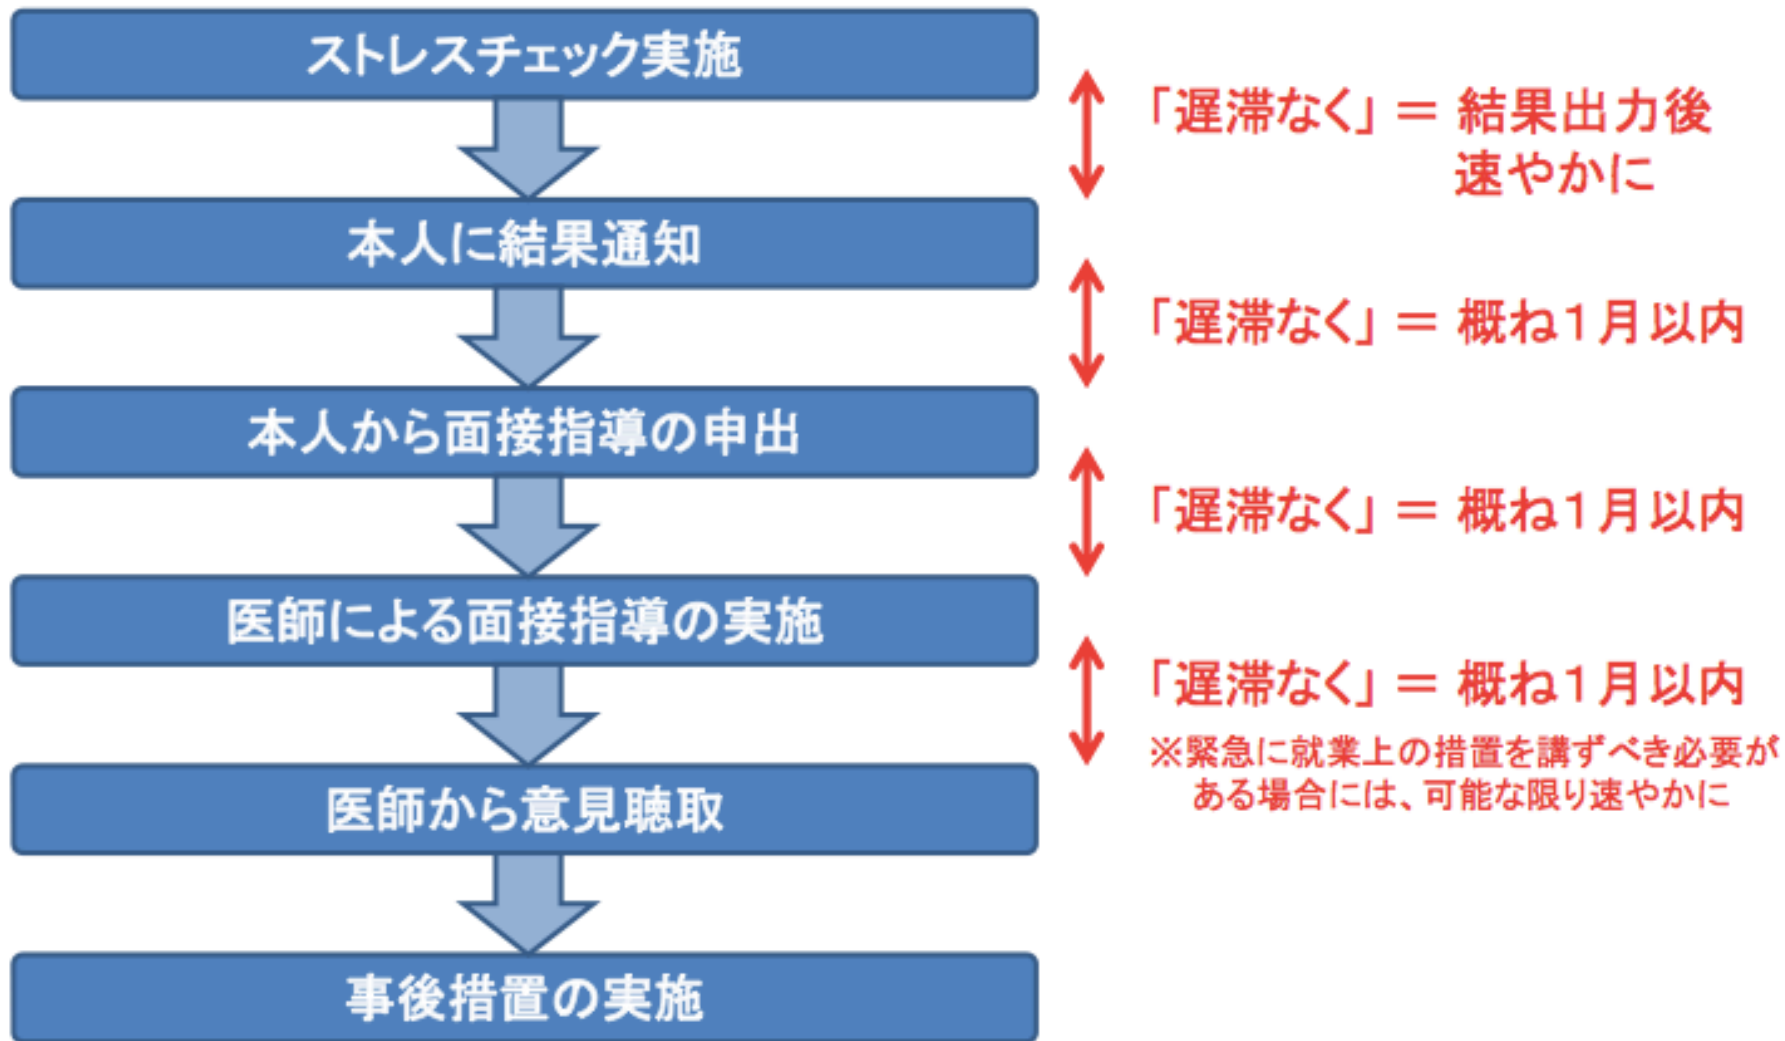 ストレスチェック実施
「遅滞なく」＝ 結果出力後
速やかに
本人に結果通知
「遅滞なく」＝ 概ね１月以内
本人から面接指導の申出
「遅滞なく」＝ 概ね１月以内
医師による面接指導の実施
「遅滞なく」＝ 概ね１月以内
※緊急に就業上の措置を講ずべき必要が
ある場合には、可能な限り速やかに
医師から意見聴取
事後措置の実施